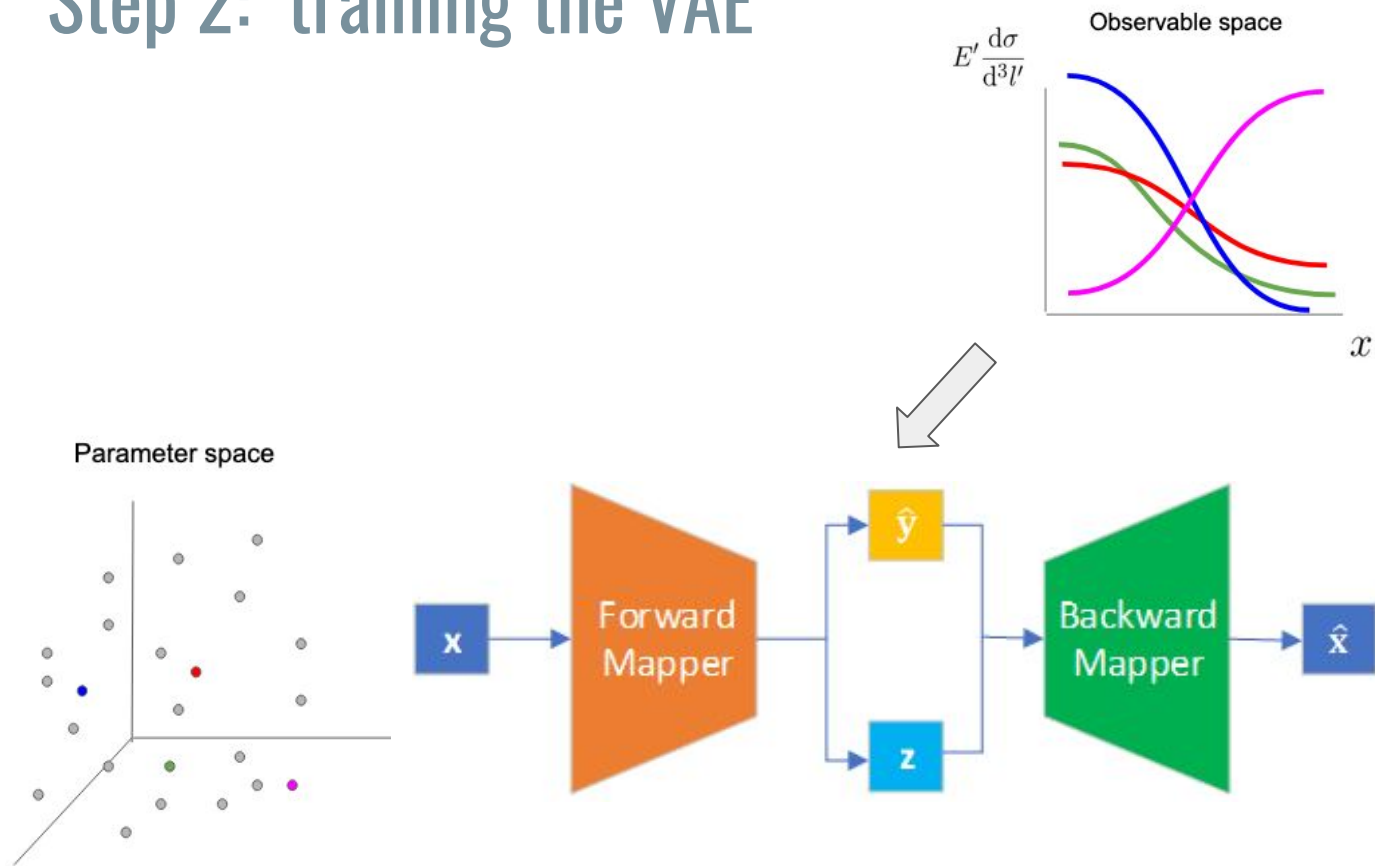 Step 2: training the VAE
Observable space
E′ dσ/d³l′
x
Parameter space
x
Forward
Mapper
ŷ
z
Backward
Mapper
x̂